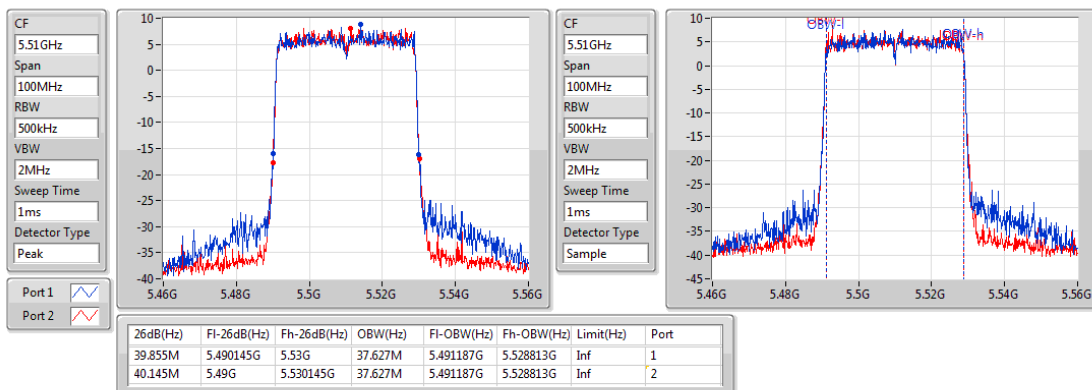 CF
5.51GHz
Span
100MHz
RBW
500kHz
VBW
2MHz
Sweep Time
1ms
Detector Type
Peak
Port 1
Port 2
10
5
0
-5
-10
-15
-20
-25
-30
-35
-40
5.46G 5.48G 5.5G 5.52G 5.54G 5.56G
CF
5.51GHz
Span
100MHz
RBW
500kHz
VBW
2MHz
Sweep Time
1ms
Detector Type
Sample
10
5
0
-5
-10
-15
-20
-25
-30
-35
-40
-45
OBW-l
OBW-h
5.46G 5.48G 5.5G 5.52G 5.54G 5.56G
26dB(Hz) Fl-26dB(Hz) Fh-26dB(Hz) OBW(Hz) Fl-OBW(Hz) Fh-OBW(Hz) Limit(Hz) Port
39.855M 5.490145G 5.53G 37.627M 5.491187G 5.528813G Inf 1
40.145M 5.49G 5.530145G 37.627M 5.491187G 5.528813G Inf 2